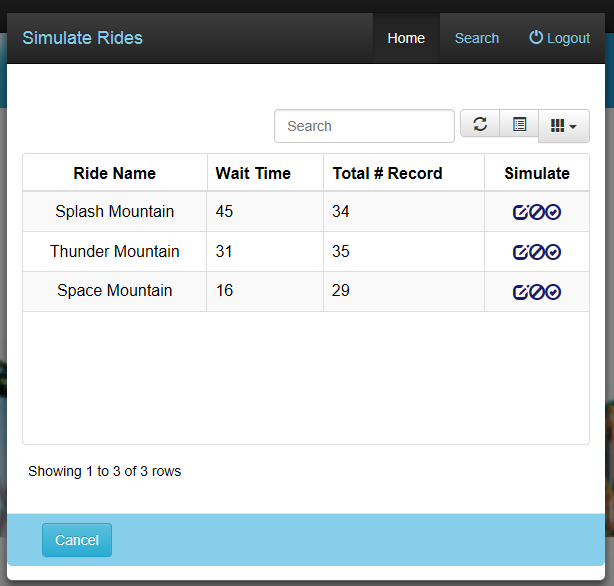 Simulate Rides Home Search Logout
Search
Ride Name Wait Time Total # Record Simulate
Splash Mountain 45 34
Thunder Mountain 31 35
Space Mountain 16 29
Showing 1 to 3 of 3 rows
Cancel